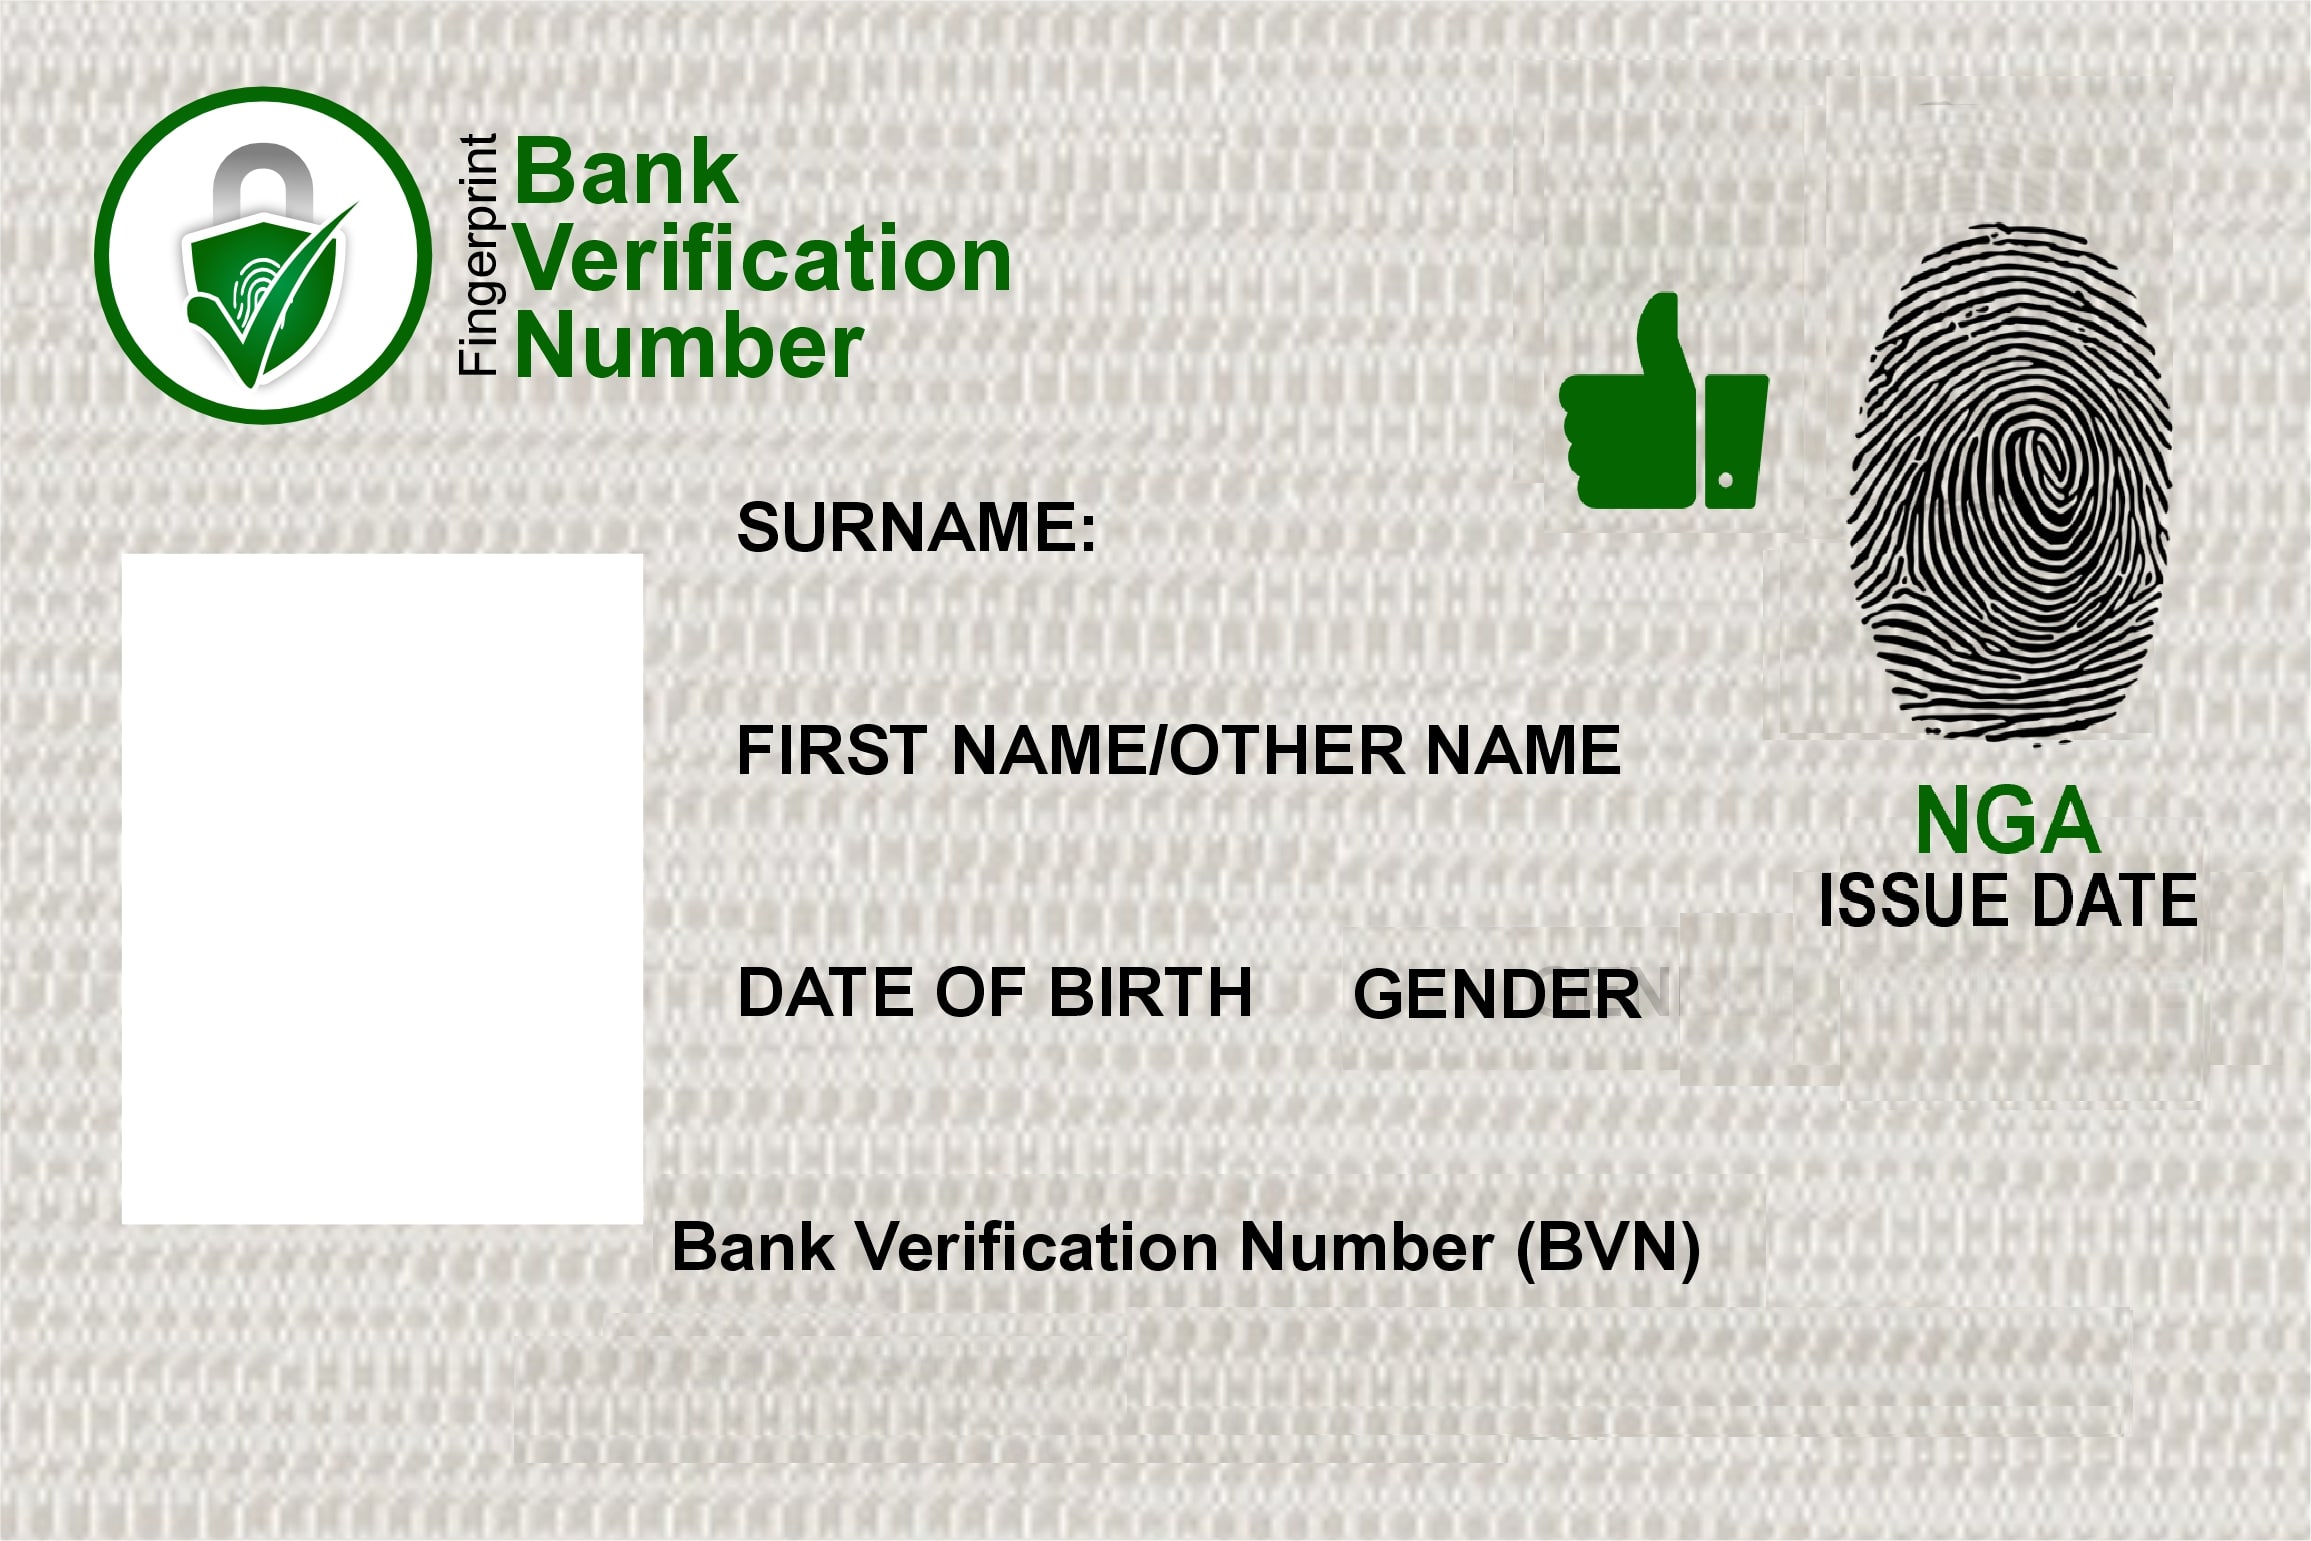 Fingerprint
Bank
Verification
Number
SURNAME:
FIRST NAME/OTHER NAME
NGA
ISSUE DATE
DATE OF BIRTH
GENDER
Bank Verification Number (BVN)